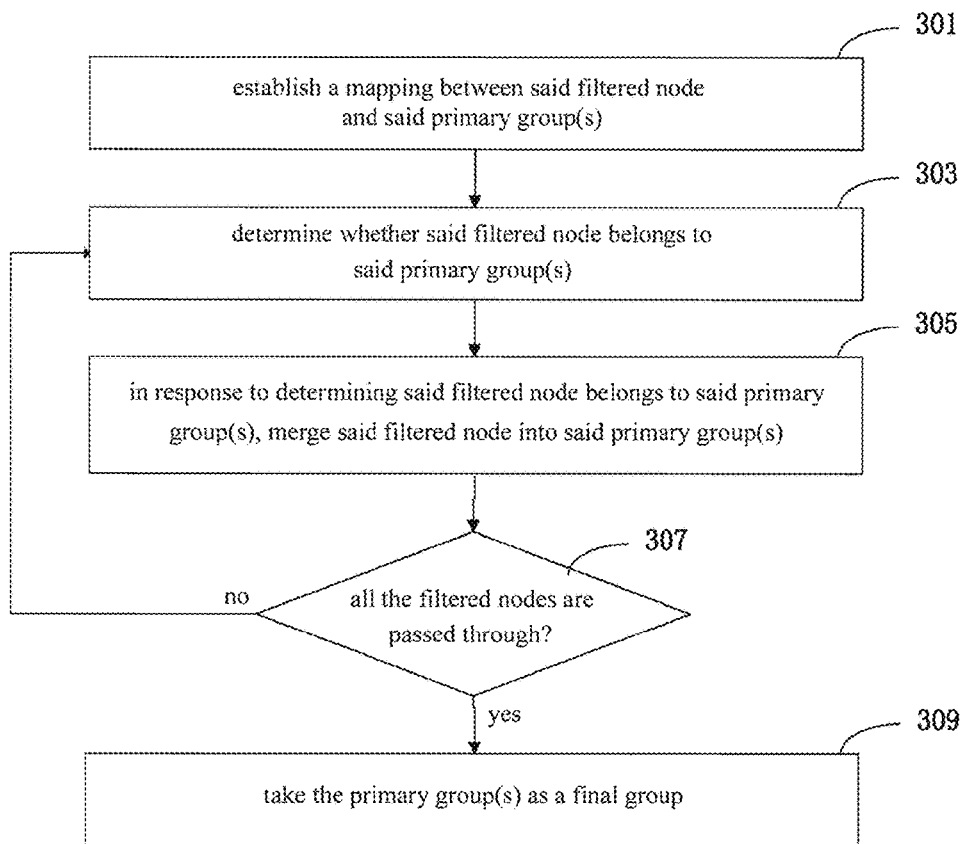 301
establish a mapping between said filtered node
and said primary group(s)
303
determine whether said filtered node belongs to
said primary group(s)
305
in response to determining said filtered node belongs to said primary
group(s), merge said filtered node into said primary group(s)
307
no
all the filtered nodes are
passed through?
yes
309
take the primary group(s) as a final group